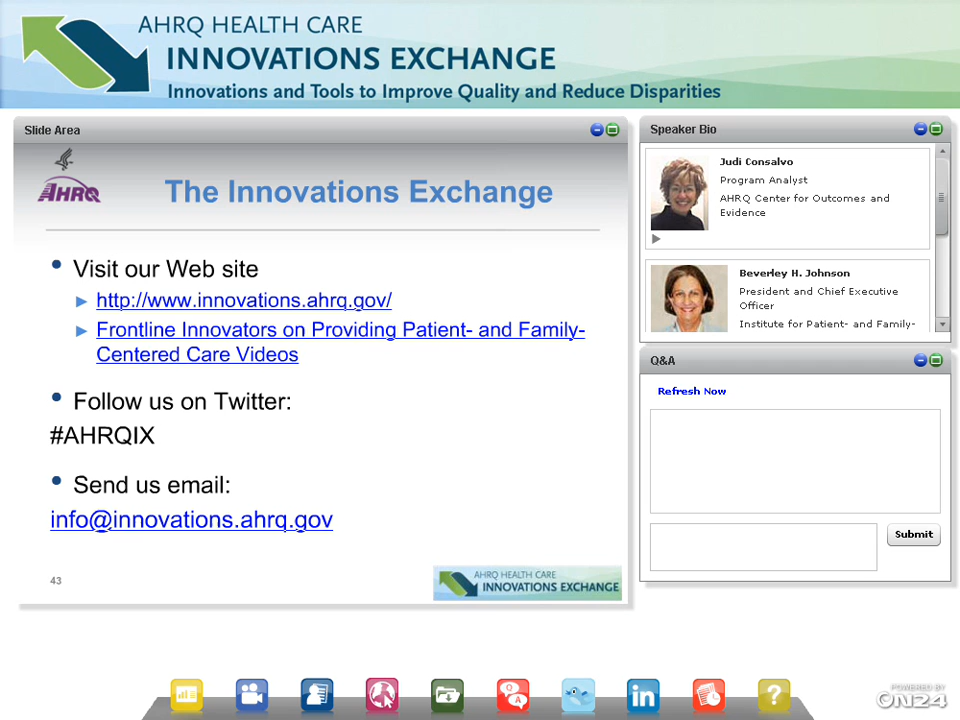 AHRQ HEALTH CARE
INNOVATIONS EXCHANGE
Innovations and Tools to Improve Quality and Reduce Disparities
Slide Area
AHRQ
The Innovations Exchange
• Visit our Web site
► http://www.innovations.ahrq.gov/
► Frontline Innovators on Providing Patient- and Family-
Centered Care Videos
• Follow us on Twitter:
#AHRQIX
• Send us email:
info@innovations.ahrq.gov
43
AHRQ HEALTH CARE
INNOVATIONS EXCHANGE
Speaker Bio
Judi Consalvo
Program Analyst
AHRQ Center for Outcomes and
Evidence
Beverley H. Johnson
President and Chief Executive
Officer
Institute for Patient- and Family-
Q&A
Refresh Now
Submit
Q
A
in
?
POWERED BY
ON24